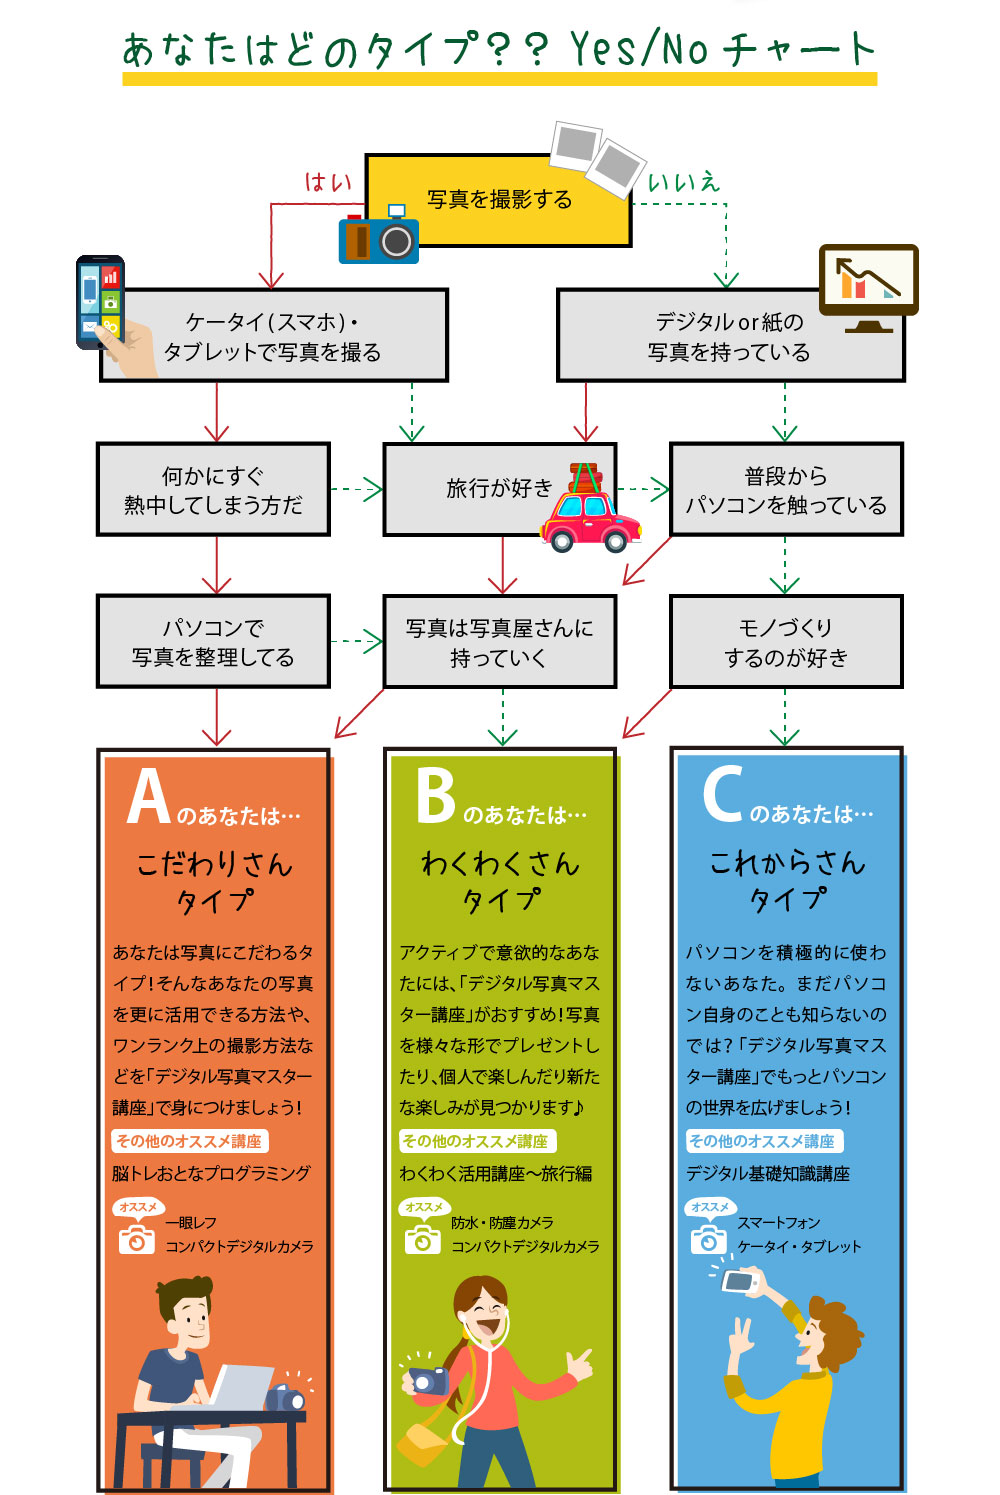 あなたはどのタイプ?? Yes/No チャート
はい
写真を撮影する
いいえ
ケータイ(スマホ)・
タブレットで写真を撮る
デジタルor紙の
写真を持っている
何かにすぐ
熱中してしまう方だ
旅行が好き
普段から
パソコンを触っている
パソコンで
写真を整理してる
写真は写真屋さんに
持っていく
モノづくり
するのが好き
Aのあなたは…
こだわりさん
タイプ
あなたは写真にこだわるタ
イプ!そんなあなたの写真
を更に活用できる方法や、
ワンランク上の撮影方法な
どを「デジタル写真マスター
講座」で身につけましょう!
その他のオススメ講座
脳トレおとなプログラミング
オススメ
一眼レフ
コンパクトデジタルカメラ
Bのあなたは…
わくわくさん
タイプ
アクティブで意欲的なあな
たには、「デジタル写真マス
ター講座」がおすすめ!写真
を様々な形でプレゼントし
たり、個人で楽しんだり新た
な楽しみが見つかります♪
その他のオススメ講座
わくわく活用講座〜旅行編
オススメ
防水・防塵カメラ
コンパクトデジタルカメラ
Cのあなたは…
これからさん
タイプ
パソコンを積極的に使わ
ないあなた。まだパソコ
ン自身のことも知らないの
では?「デジタル写真マス
ター講座」でもっとパソコン
の世界を広げましょう!
その他のオススメ講座
デジタル基礎知識講座
オススメ
スマートフォン
ケータイ・タブレット